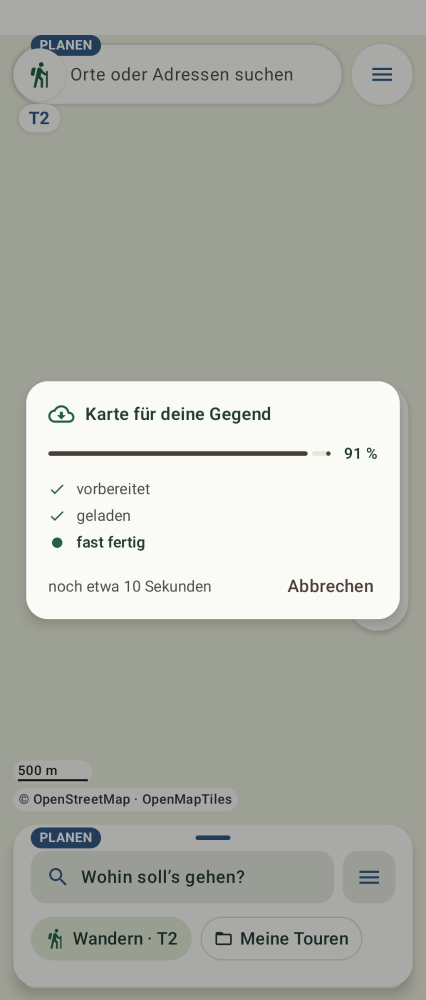 PLANEN
Orte oder Adressen suchen
T2
Karte für deine Gegend
91 %
vorbereitet
geladen
fast fertig
noch etwa 10 Sekunden
Abbrechen
500 m
© OpenStreetMap · OpenMapTiles
PLANEN
Wohin soll’s gehen?
Wandern · T2
Meine Touren